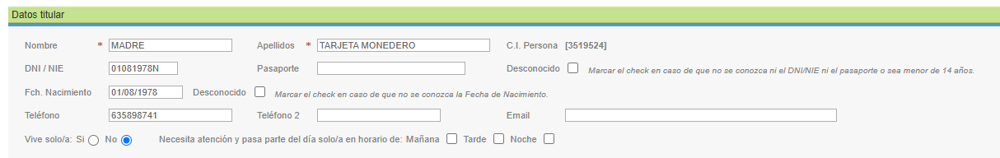 Datos titular
Nombre * MADRE Apellidos * TARJETA MONEDERO C.I. Persona [3519524]
DNI / NIE 01081978N Pasaporte Desconocido Marcar el check en caso de que no se conozca ni el DNI/NIE ni el pasaporte o sea menor de 14 años.
Fch. Nacimiento 01/08/1978 Desconocido Marcar el check en caso de que no se conozca la Fecha de Nacimiento.
Teléfono 635898741 Teléfono 2 Email
Vive solo/a: Si No Necesita atención y pasa parte del día solo/a en horario de: Mañana Tarde Noche